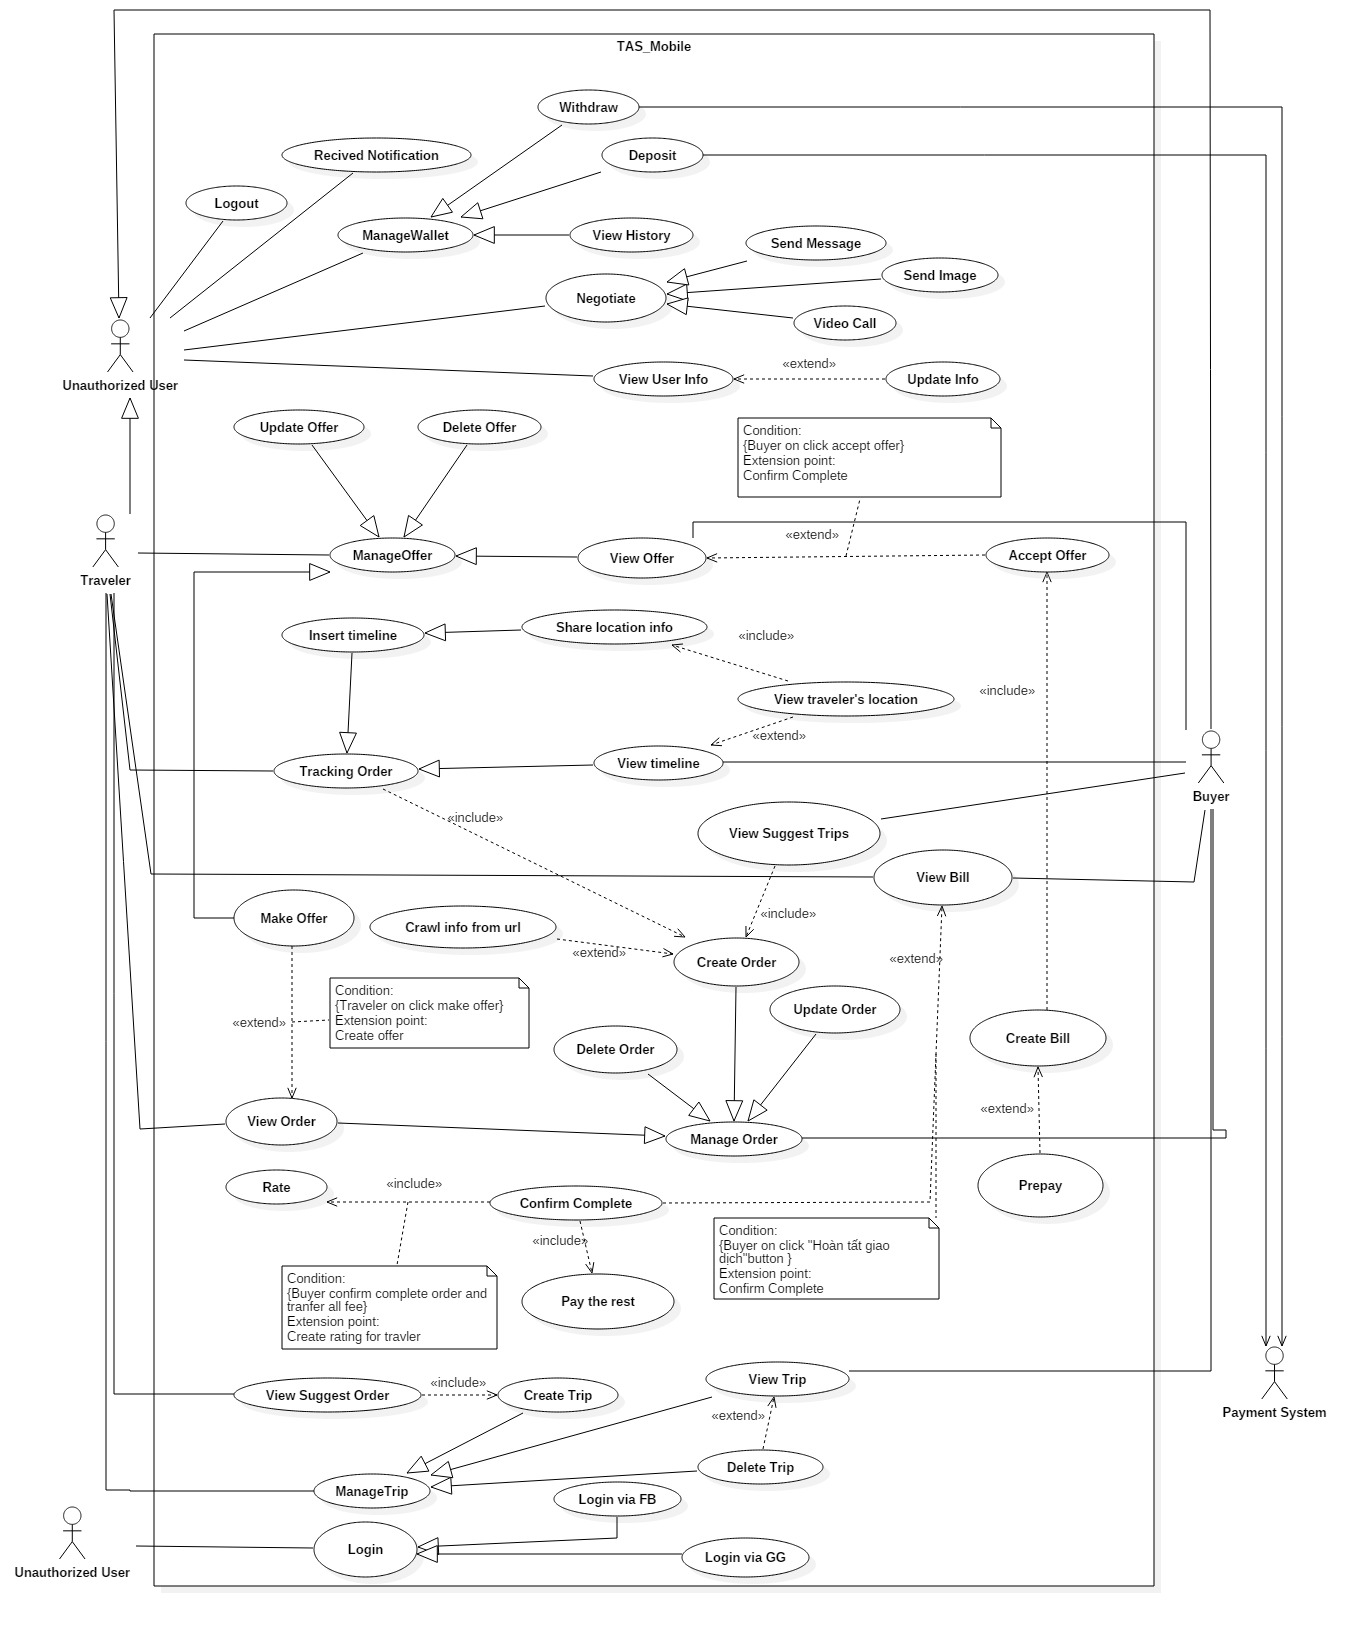 TAS_Mobile
Withdraw
Recived Notification
Deposit
Logout
ManageWallet
View History
Send Message
Send Image
Negotiate
Video Call
«extend»
View User Info
Update Info
Unauthorized User
Update Offer
Delete Offer
Condition:
{Buyer on click accept offer}
Extension point:
Confirm Complete
«extend»
ManageOffer
View Offer
Accept Offer
Traveler
Insert timeline
Share location info
«include»
«include»
View traveler's location
«extend»
Tracking Order
View timeline
Buyer
«include»
View Suggest Trips
View Bill
Make Offer
Crawl info from url
«include»
«extend»
Create Order
«extend»
Condition:
{Traveler on click make offer}
Extension point:
Create offer
«extend»
Update Order
Delete Order
Create Bill
View Order
Manage Order
«extend»
Rate
«include»
Confirm Complete
Prepay
«include»
Condition:
{Buyer on click "Hoàn tất giao
dịch"button }
Extension point:
Confirm Complete
Condition:
{Buyer confirm complete order and
tranfer all fee}
Extension point:
Create rating for travler
Pay the rest
View Suggest Order
«include»
Create Trip
View Trip
«extend»
Payment System
Delete Trip
ManageTrip
Login via FB
Login
Login via GG
Unauthorized User